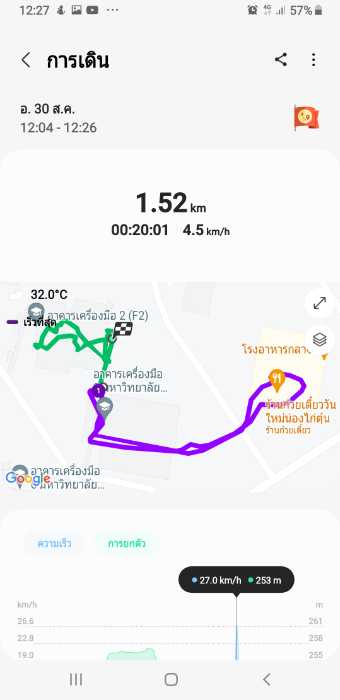 12:27 57%
4G
การเดิน
อ. 30 ส.ค.
12:04 - 12:26
1.52 km
00:20:01 4.5 km/h
32.0°C
อาคารเครื่องมือ 2 (F2)
เร็วที่สุด
โรงอาหารกลาง
อาคารเครื่องมือ
มหาวิทยาลัย...
ร้านก๋วยเตี๋ยววัน
ใหม่น่องไก่ตุ๋น
ร้านก๋วยเตี๋ยว
อาคารเครื่องมือ
Google มหาวิทยาลัย...
ความเร็ว การยกตัว
27.0 km/h 253 m
km/h m
26.6 261
22.8 258
19.0 255